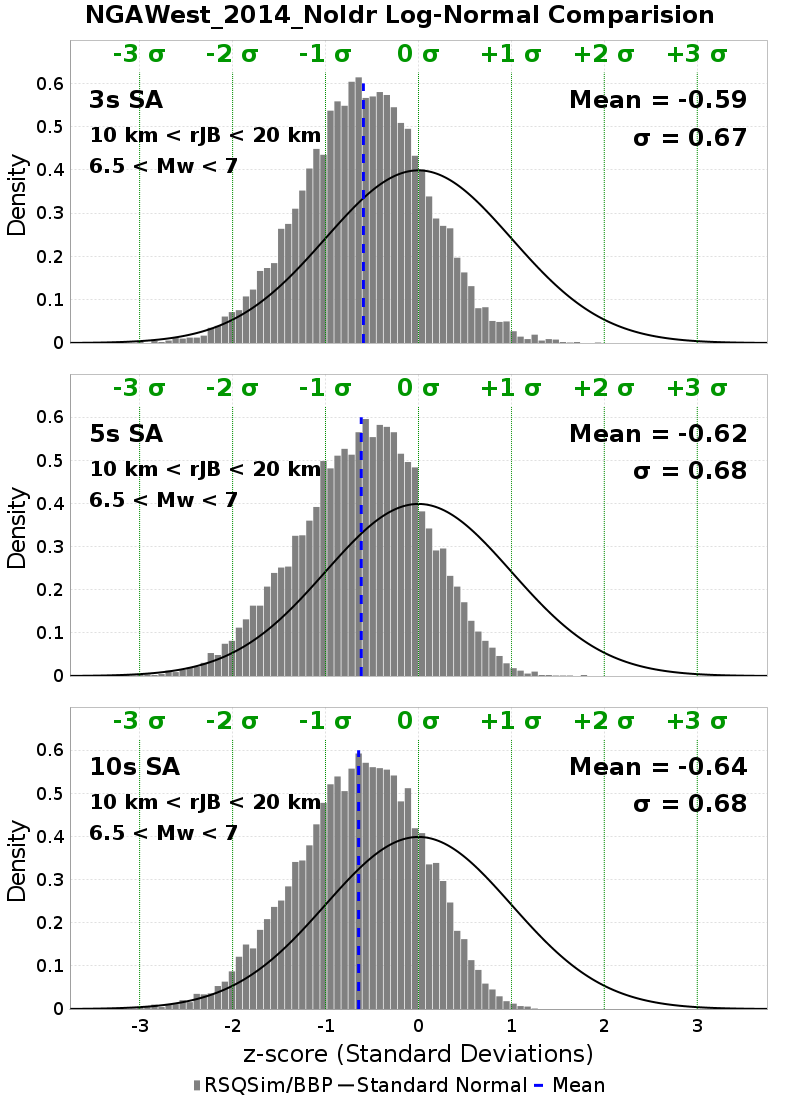 NGAWest_2014_NoIdr Log-Normal Comparision
-3 σ -2 σ -1 σ 0 σ +1 σ +2 σ +3 σ
3s SA
10 km < rJB < 20 km
6.5 < Mw < 7
Mean = -0.59
σ = 0.67
Density
0.6
0.5
0.4
0.3
0.2
0.1
0
-3 σ -2 σ -1 σ 0 σ +1 σ +2 σ +3 σ
5s SA
10 km < rJB < 20 km
6.5 < Mw < 7
Mean = -0.62
σ = 0.68
Density
0.6
0.5
0.4
0.3
0.2
0.1
0
-3 σ -2 σ -1 σ 0 σ +1 σ +2 σ +3 σ
10s SA
10 km < rJB < 20 km
6.5 < Mw < 7
Mean = -0.64
σ = 0.68
Density
0.6
0.5
0.4
0.3
0.2
0.1
0
-3 -2 -1 0 1 2 3
z-score (Standard Deviations)
RSQSim/BBP Standard Normal Mean